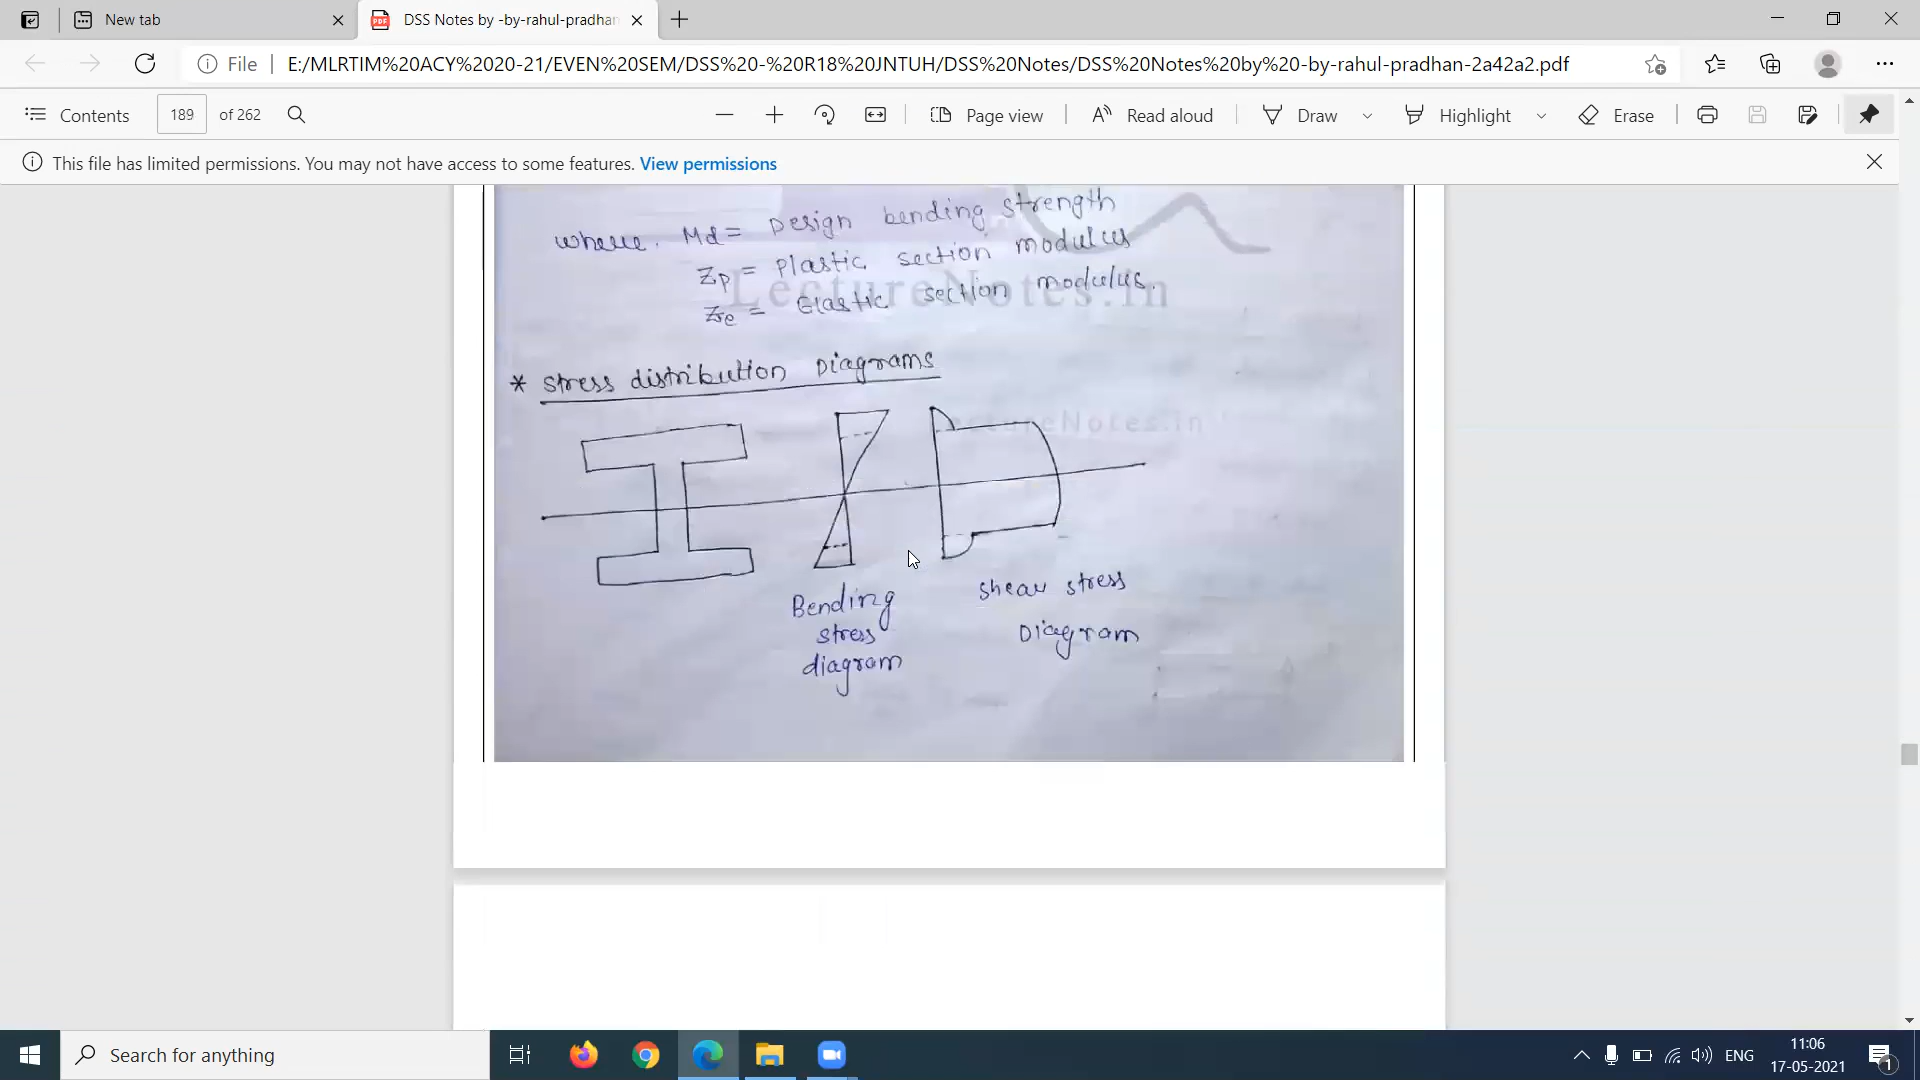 New tab
DSS Notes by -by-rahul-pradhan
File
E:/MLRTIM%20ACY%2020-21/EVEN%20SEM/DSS%20-%20R18%20JNTUH/DSS%20Notes/DSS%20Notes%20by%20-by-rahul-pradhan-2a42a2.pdf
Contents
189 of 262
Page view
Read aloud
Draw
Highlight
Erase
This file has limited permissions. You may not have access to some features. View permissions
where. Md = Design bending strength
Zp = Plastic section modulus
LectureNotes.in
Ze = Elastic section modulus.
* stress distribution Diagrams
LectureNotes.in
Bending
stress
diagram
shear stress
Diagram
Search for anything
ENG
11:06
17-05-2021
1